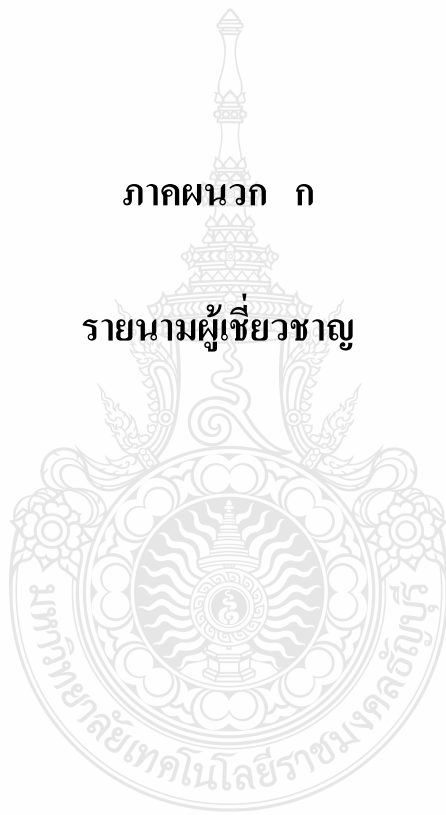 ภาคผนวก ก
รายนามผู้เชี่ยวชาญ
มหาวิทยาลัยเทคโนโลยีราชมงคลธัญบุรี